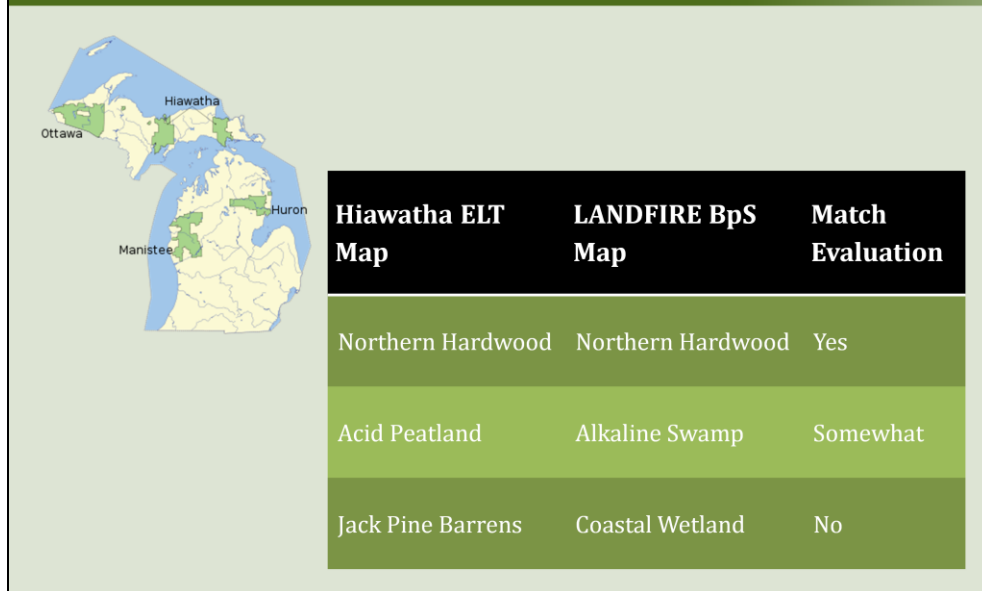 Hiawatha
Ottawa
Huron
Manistee
Hiawatha ELT Map
LANDFIRE BpS Map
Match Evaluation
Northern Hardwood Northern Hardwood Yes
Acid Peatland Alkaline Swamp Somewhat
Jack Pine Barrens Coastal Wetland No